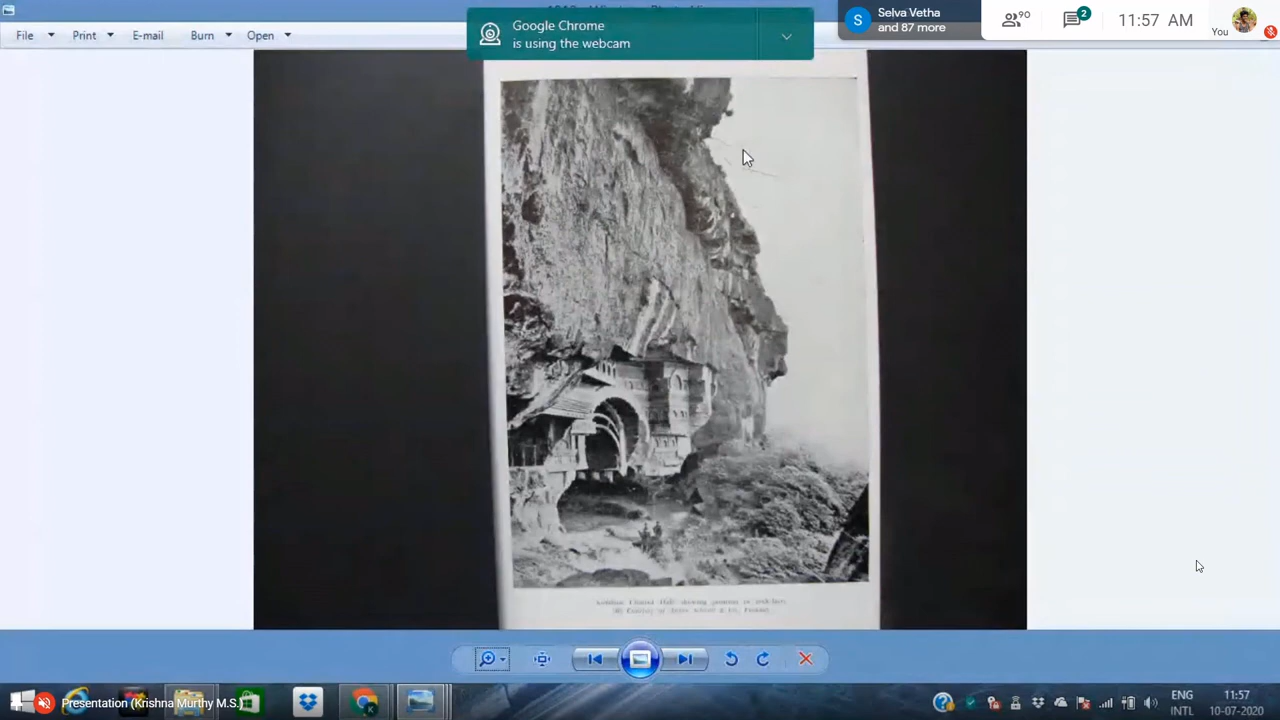 Google Chrome
is using the webcam
S
Selva Vetha
and 87 more
90
2
11:57 AM
You
File
Print
E-mail
Burn
Open
Presentation (Krishna Murthy M.S.)
ENG
INTL
11:57
10-07-2020